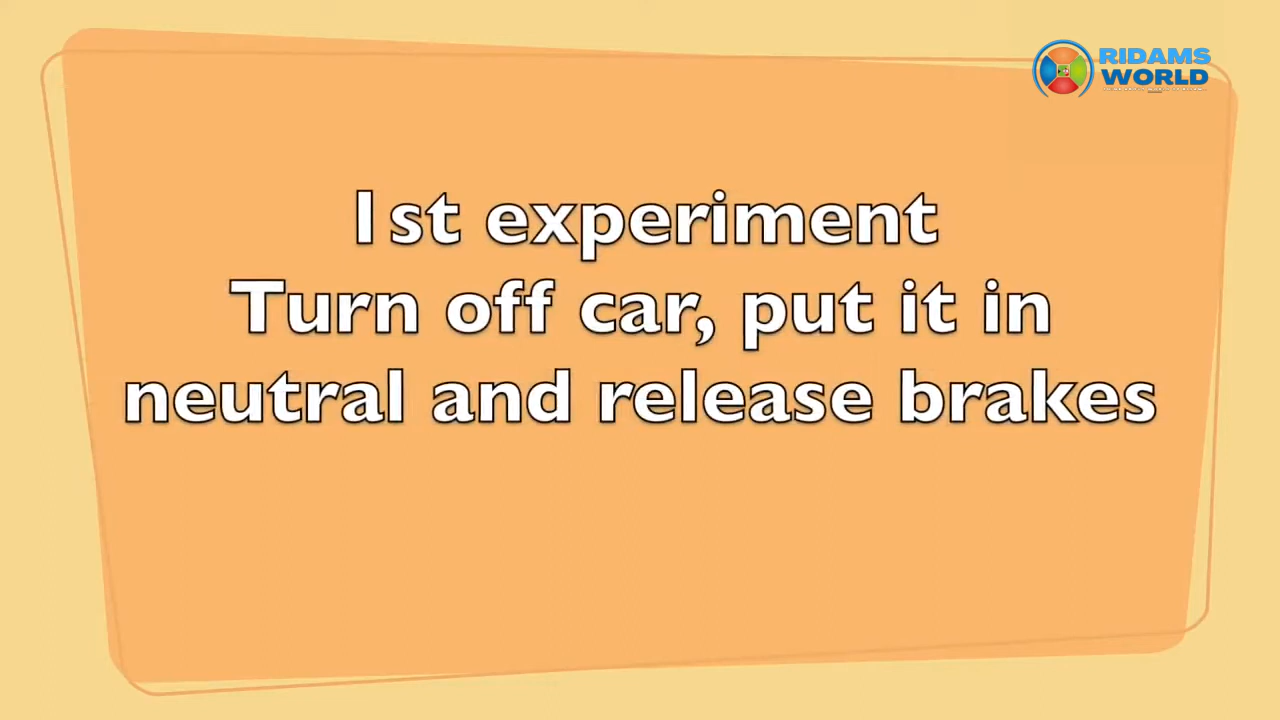 RIDAMS
WORLD
1st experiment
Turn off car, put it in
neutral and release brakes